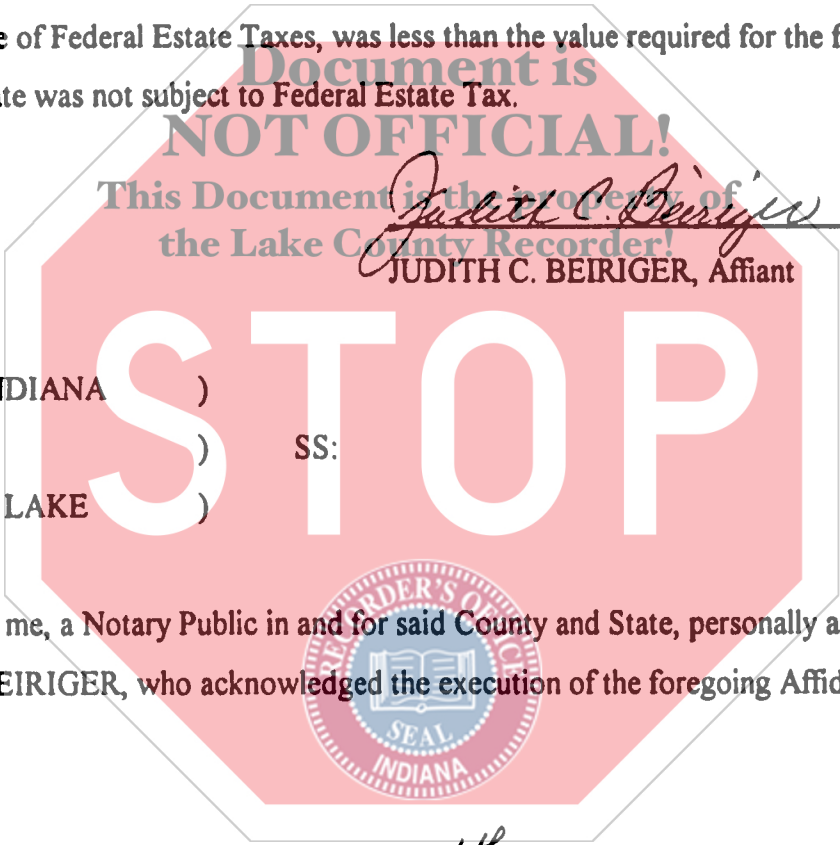 e of Federal Estate Taxes, was less than the value required for the f
Document is
te was not subject to Federal Estate Tax.
NOT OFFICIAL!
This Document is the property of
Judith C. Beiriger
the Lake County Recorder!
JUDITH C. BEIRIGER, Affiant
NDIANA )
) SS:
LAKE )
STOP
RECORDER'S OFFICE
me, a Notary Public in and for said County and State, personally a
EIRIGER, who acknowledged the execution of the foregoing Affid
SEAL
INDIANA